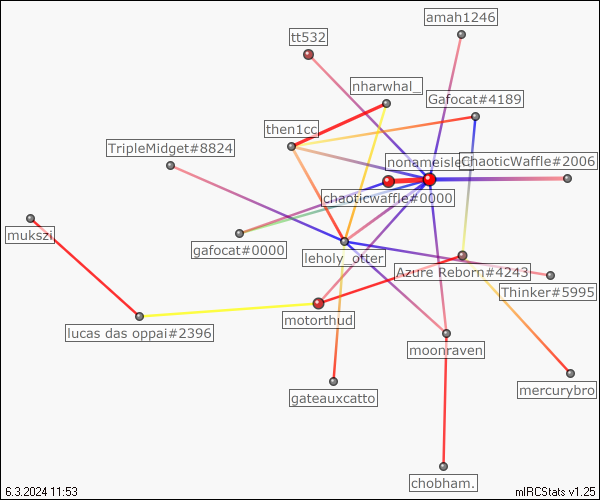 amah1246
tt532
nharwhal_
Gafocat#4189
then1cc
TripleMidget#8824
nonameisleft
ChaoticWaffle#2006
chaoticwaffle#0000
mukszi
gafocat#0000
leholy_otter
Azure Reborn#4243
Thinker#5995
motorthud
lucas das oppai#2396
moonraven
mercurybro
gateauxcatto
chobham.
6.3.2024 11:53
mIRCStats v1.25